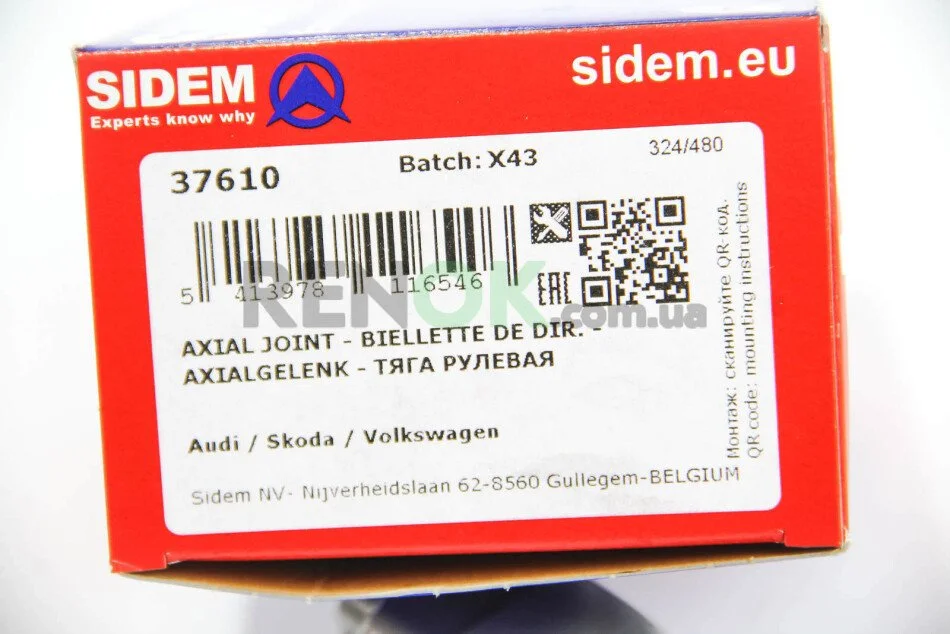 SIDEM
Experts know why
sidem.eu
37610
Batch: X43
324/480
5 413978 116546
EAC
RENOK.com.ua
AXIAL JOINT - BIELLETTE DE DIR. -
AXIALGELENK - ТЯГА РУЛЕВАЯ
Audi / Skoda / Volkswagen
Sidem NV- Nijverheidslaan 62-8560 Gullegem-BELGIUM
Монтаж: сканируйте QR-код.
QR code: mounting instructions